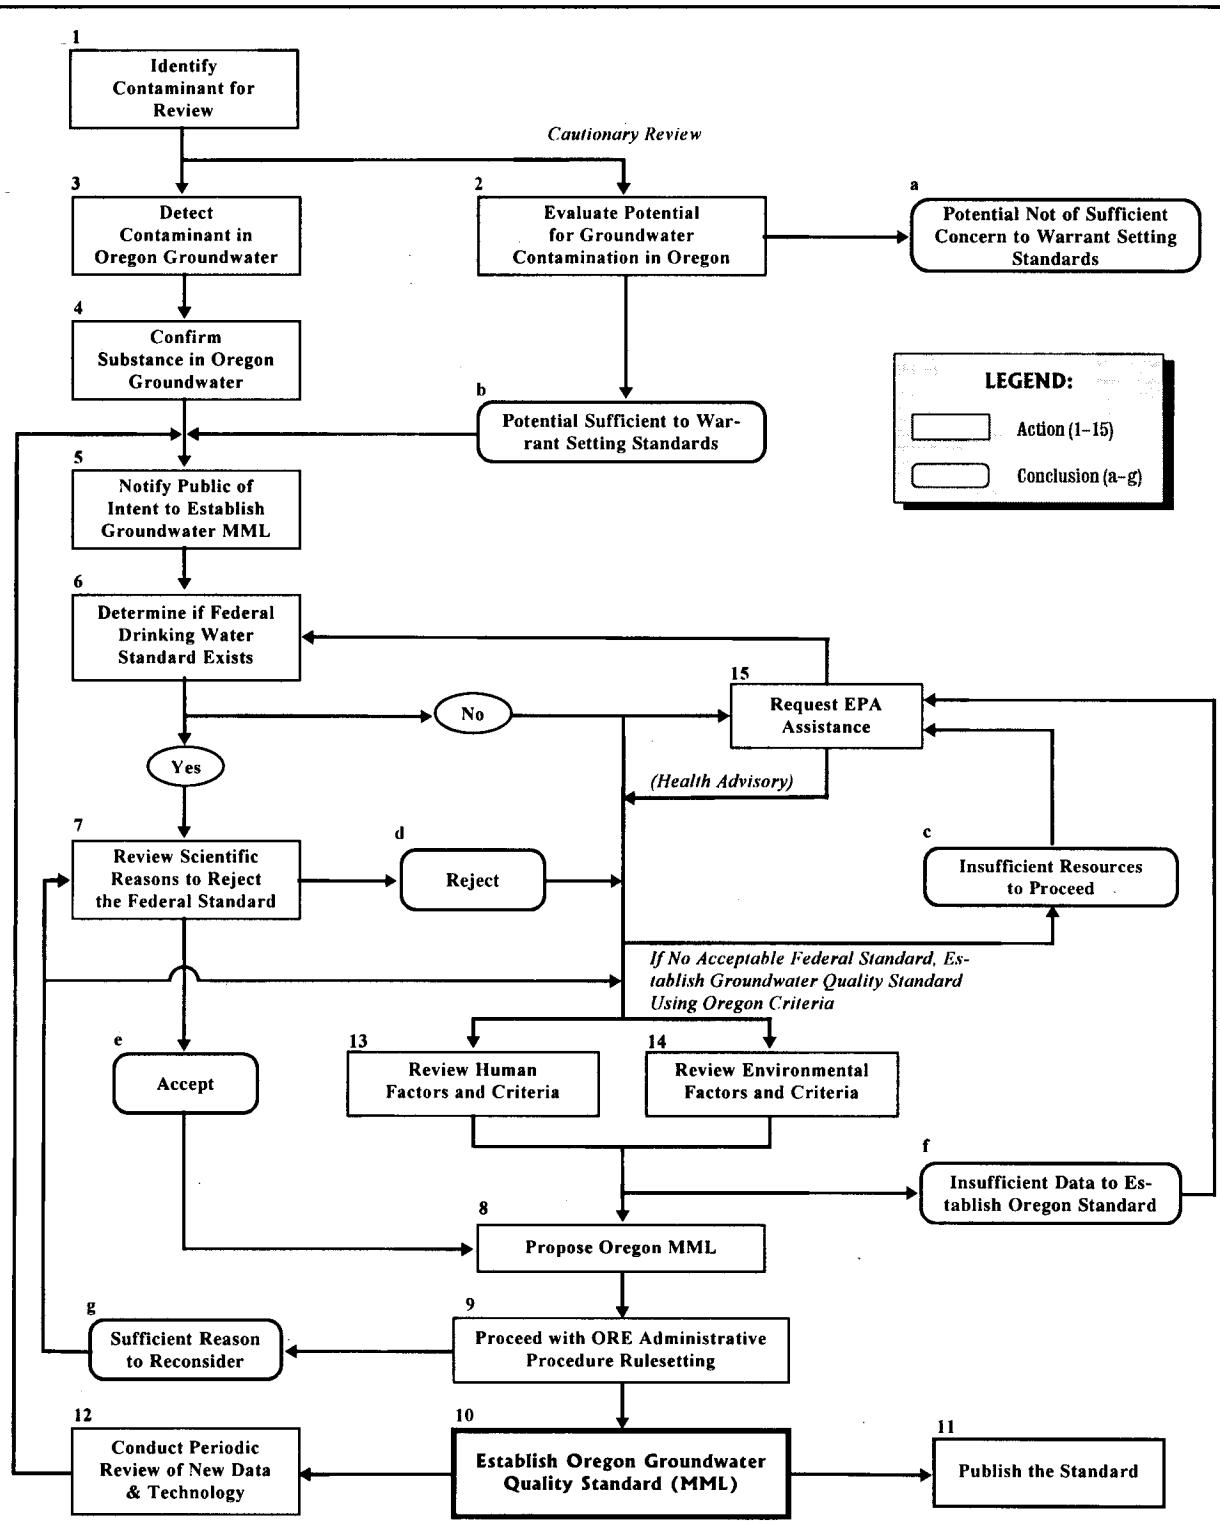 1
Identify
Contaminant for
Review
Cautionary Review
3
Detect
Contaminant in
Oregon Groundwater
2
Evaluate Potential
for Groundwater
Contamination in Oregon
a
Potential Not of Sufficient
Concern to Warrant Setting
Standards
4
Confirm
Substance in Oregon
Groundwater
b
Potential Sufficient to War-
rant Setting Standards
LEGEND:
Action (1-15)
Conclusion (a-g)
5
Notify Public of
Intent to Establish
Groundwater MML
6
Determine if Federal
Drinking Water
Standard Exists
No
15
Request EPA
Assistance
Yes
(Health Advisory)
7
Review Scientific
Reasons to Reject
the Federal Standard
d
Reject
c
Insufficient Resources
to Proceed
If No Acceptable Federal Standard, Es-
tablish Groundwater Quality Standard
Using Oregon Criteria
e
Accept
13
Review Human
Factors and Criteria
14
Review Environmental
Factors and Criteria
f
Insufficient Data to Es-
tablish Oregon Standard
8
Propose Oregon MML
9
Proceed with ORE Administrative
Procedure Rulesetting
g
Sufficient Reason
to Reconsider
12
Conduct Periodic
Review of New Data
& Technology
10
Establish Oregon Groundwater
Quality Standard (MML)
11
Publish the Standard